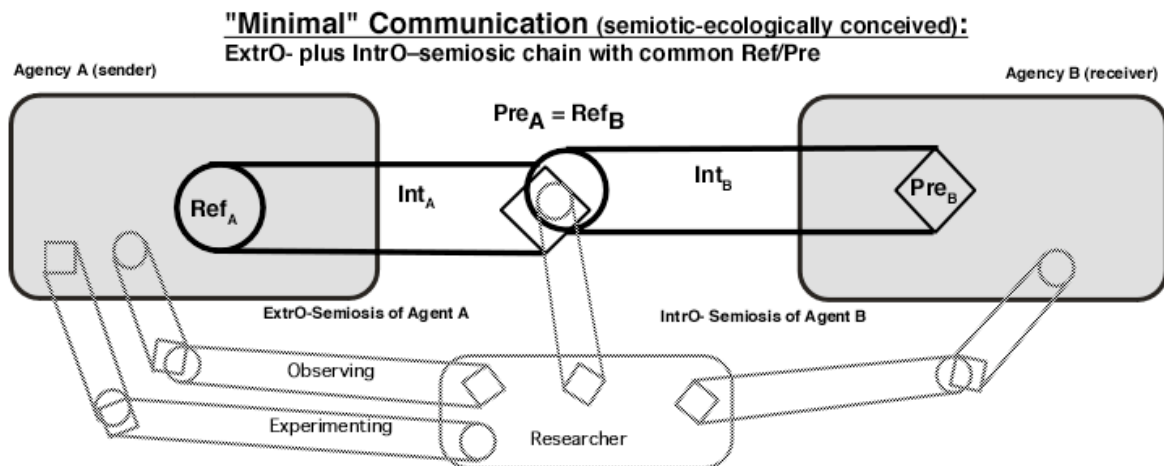 "Minimal" Communication (semiotic-ecologically conceived):
ExtrO- plus IntrO–semiosic chain with common Ref/Pre
Agency A (sender)
Agency B (receiver)
PreA = RefB
RefA
IntA
IntB
PreB
ExtrO-Semiosis of Agent A
IntrO- Semiosis of Agent B
Observing
Experimenting
Researcher